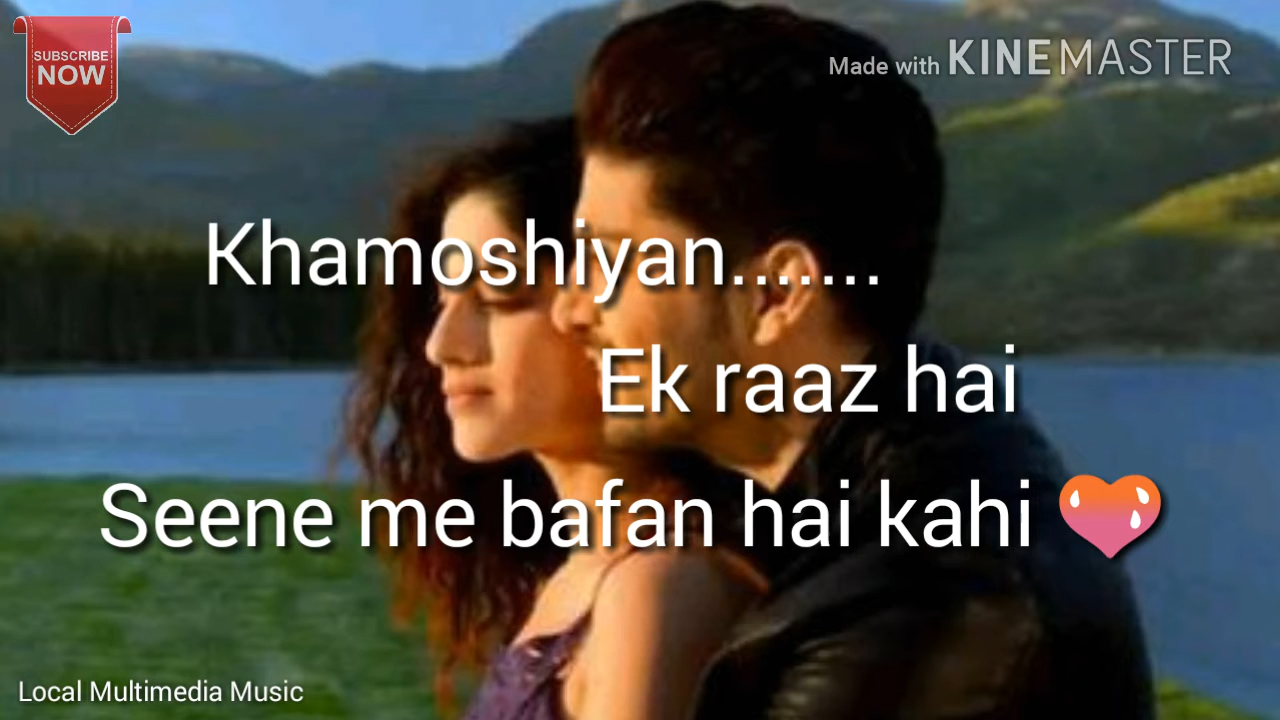 SUBSCRIBE
NOW
Made with KINEMASTER
Khamoshiyan.......
Ek raaz hai
Seene me bafan hai kahi
Local Multimedia Music